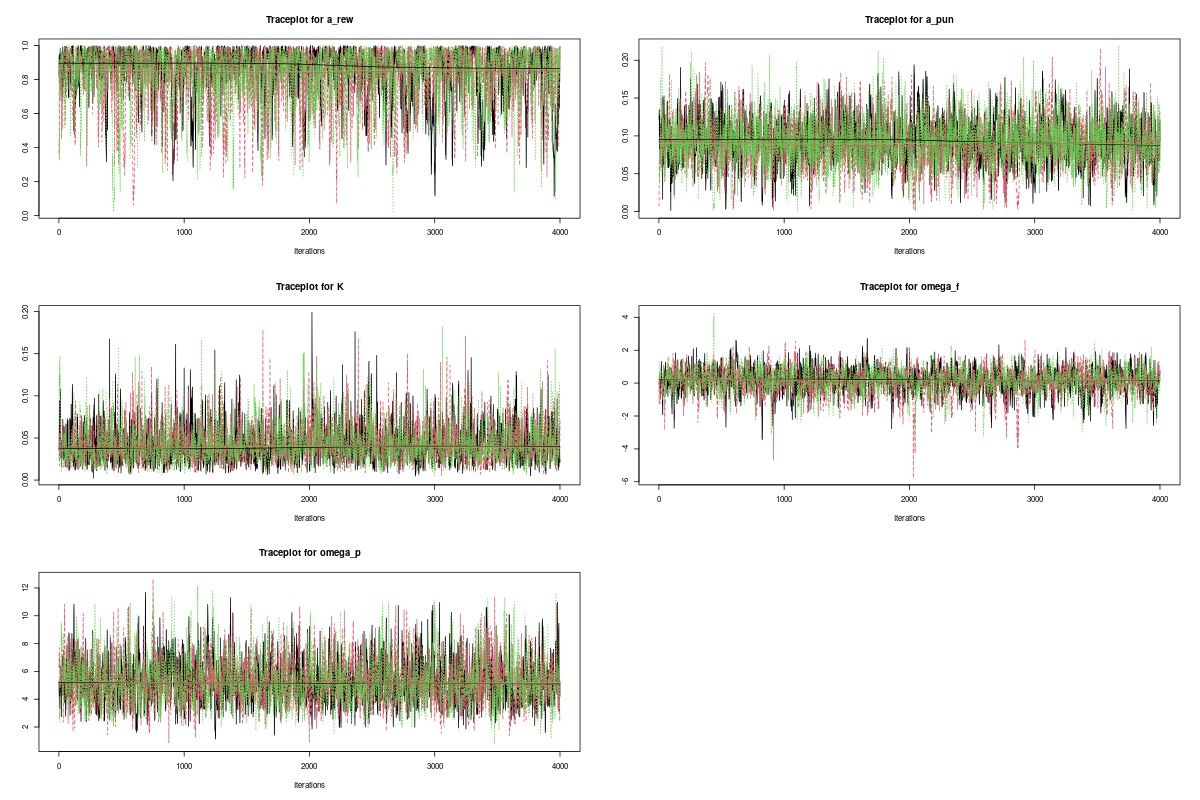 Traceplot for a_rew
1.0
0.8
0.6
0.4
0.2
0.0
0 1000 2000 3000 4000
Iterations
Traceplot for a_pun
0.20
0.15
0.10
0.05
0.00
0 1000 2000 3000 4000
Iterations
Traceplot for K
0.20
0.15
0.10
0.05
0.00
0 1000 2000 3000 4000
Iterations
Traceplot for omega_f
4
2
0
-2
-4
-6
0 1000 2000 3000 4000
Iterations
Traceplot for omega_p
12
10
8
6
4
2
0 1000 2000 3000 4000
Iterations